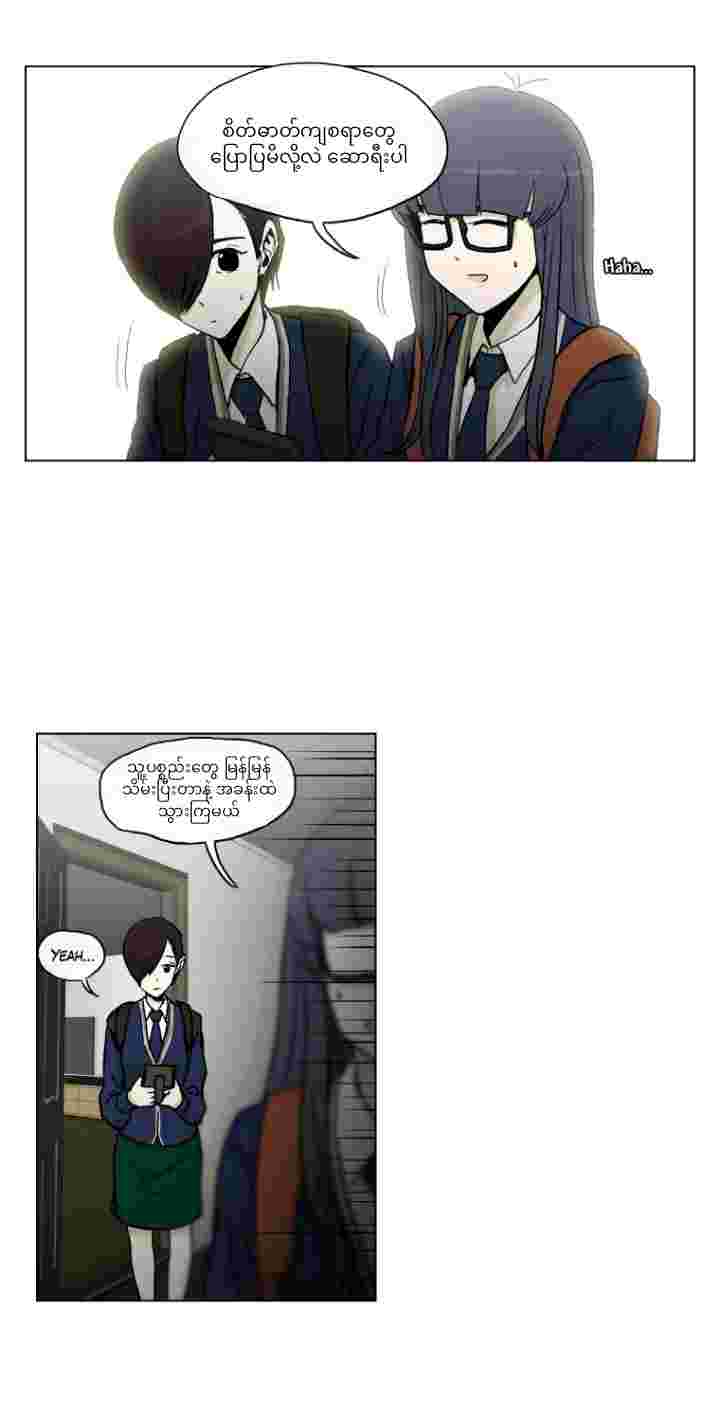 စိတ်ဓာတ်ကျစရာတွေ
ပြောပြမိလို့လဲ ဆောရီးပါ
Haha...
သူ့ပစ္စည်းတွေ မြန်မြန်
သိမ်းပြီးတာနဲ့ အခန်းထဲ
သွားကြမယ်
YEAH...